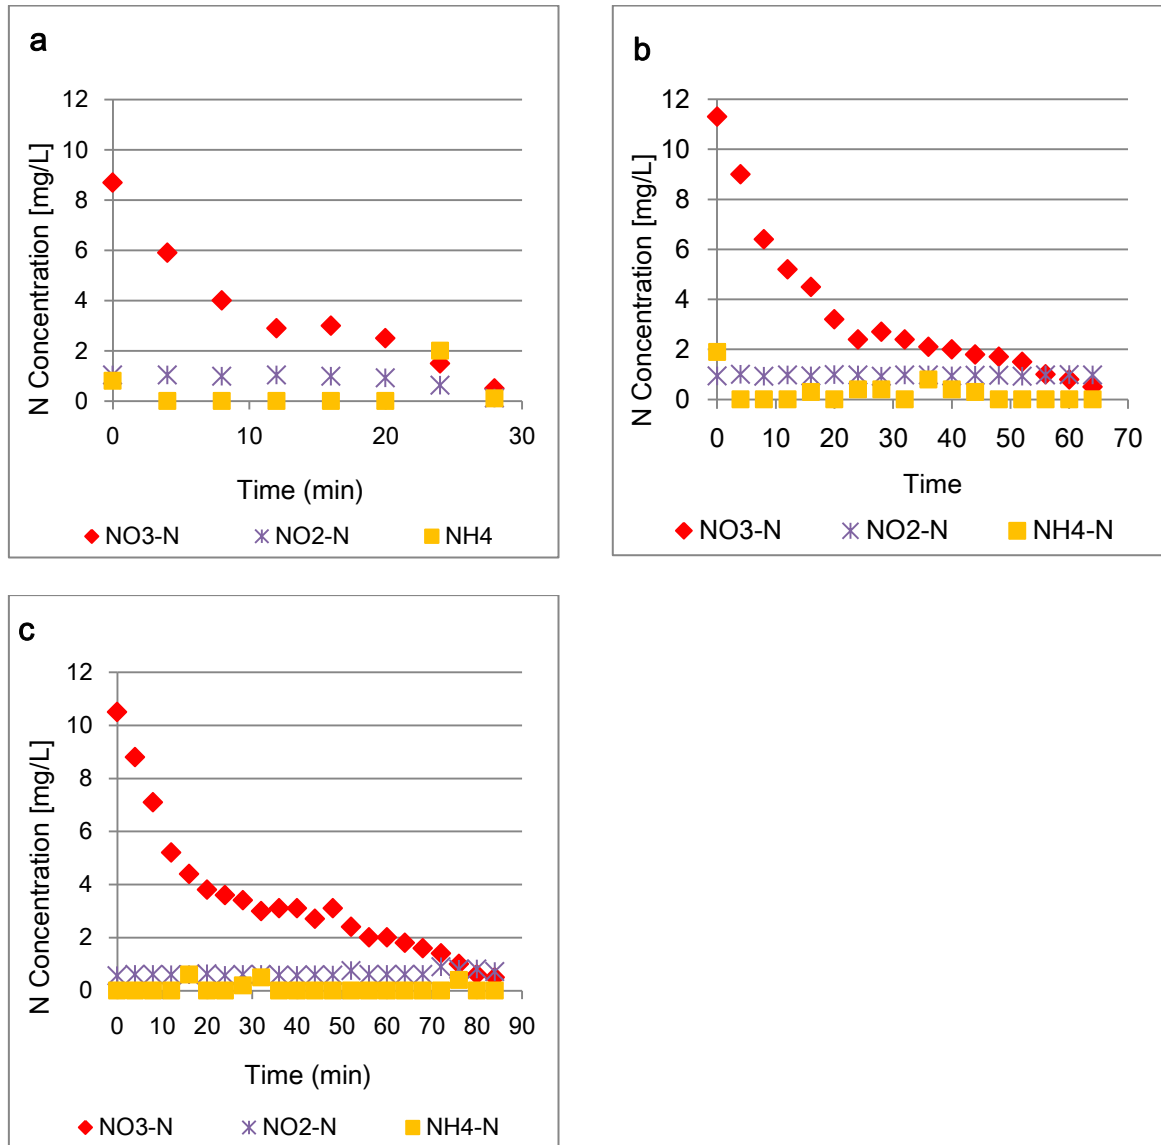 a
N Concentration [mg/L]
12
10
8
6
4
2
0
0 10 20 30
Time (min)
NO3-N NO2-N NH4
b
N Concentration [mg/L]
12
10
8
6
4
2
0
0 10 20 30 40 50 60 70
Time
NO3-N NO2-N NH4-N
c
N Concentration [mg/L]
12
10
8
6
4
2
0
0 10 20 30 40 50 60 70 80 90
Time (min)
NO3-N NO2-N NH4-N